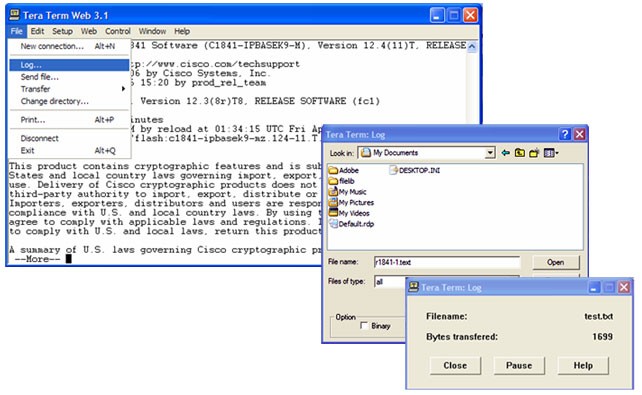 Tera Term Web 3.1
File Edit Setup Web Control Window Help
New connection... Alt+N
Log...
Send file...
Transfer
Change directory...
Print... Alt+P
Disconnect
Exit Alt+Q
841 Software (C1841-IPBASEK9-M), Version 12.4(11)T, RELEASE
tp://www.cisco.com/techsupport
06 by Cisco Systems, Inc.
6 15:20 by prod_rel_team
, Version 12.3(8r)T8, RELEASE SOFTWARE (fc1)
minutes
M by reload at 01:34:15 UTC Fri Ap
"flash:c1841-ipbasek9-mz.124-11.T.
This product contains cryptographic features and is sub
States and local country laws governing import, export,
use. Delivery of Cisco cryptographic products does not
third-party authority to import, export, distribute or
Importers, exporters, distributors and users are respon
compliance with U.S. and local country laws. By using t
agree to comply with applicable laws and regulations. I
to comply with U.S. and local laws, return this product
A summary of U.S. laws governing Cisco cryptographic pr
--More--
Tera Term: Log
Look in: My Documents
Adobe
filelib
My Music
My Pictures
My Videos
Default.rdp
DESKTOP.INI
File name: r1841-1.text Open
Files of type: all
Option
Binary
Tera Term: Log
Filename: test.txt
Bytes transfered: 1699
Close Pause Help